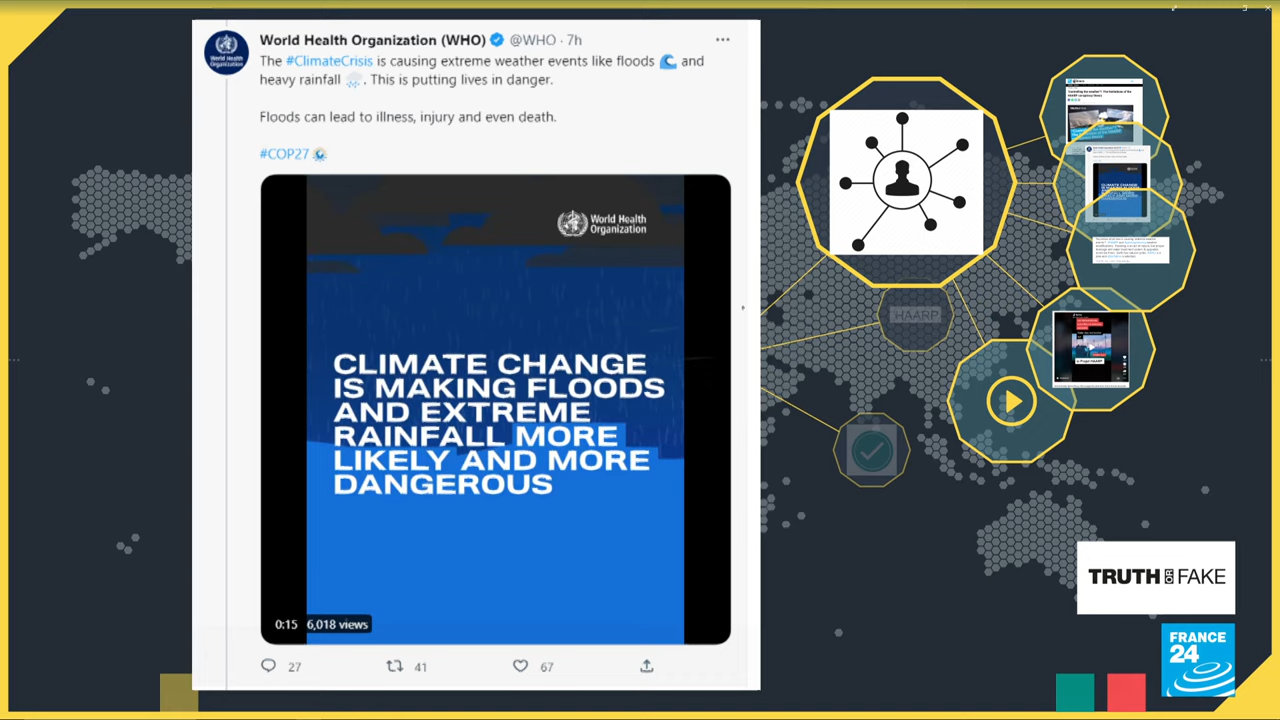 World Health Organization (WHO) @WHO · 7h
The #ClimateCrisis is causing extreme weather events like floods 🌊 and
heavy rainfall 🌧️. This is putting lives in danger.
Floods can lead to illness, injury and even death.
#COP27
World Health
Organization
CLIMATE CHANGE
IS MAKING FLOODS
AND EXTREME
RAINFALL MORE
LIKELY AND MORE
DANGEROUS
0:15 6,018 views
27 41 67
HAARP
TRUTH OR FAKE
FRANCE
24